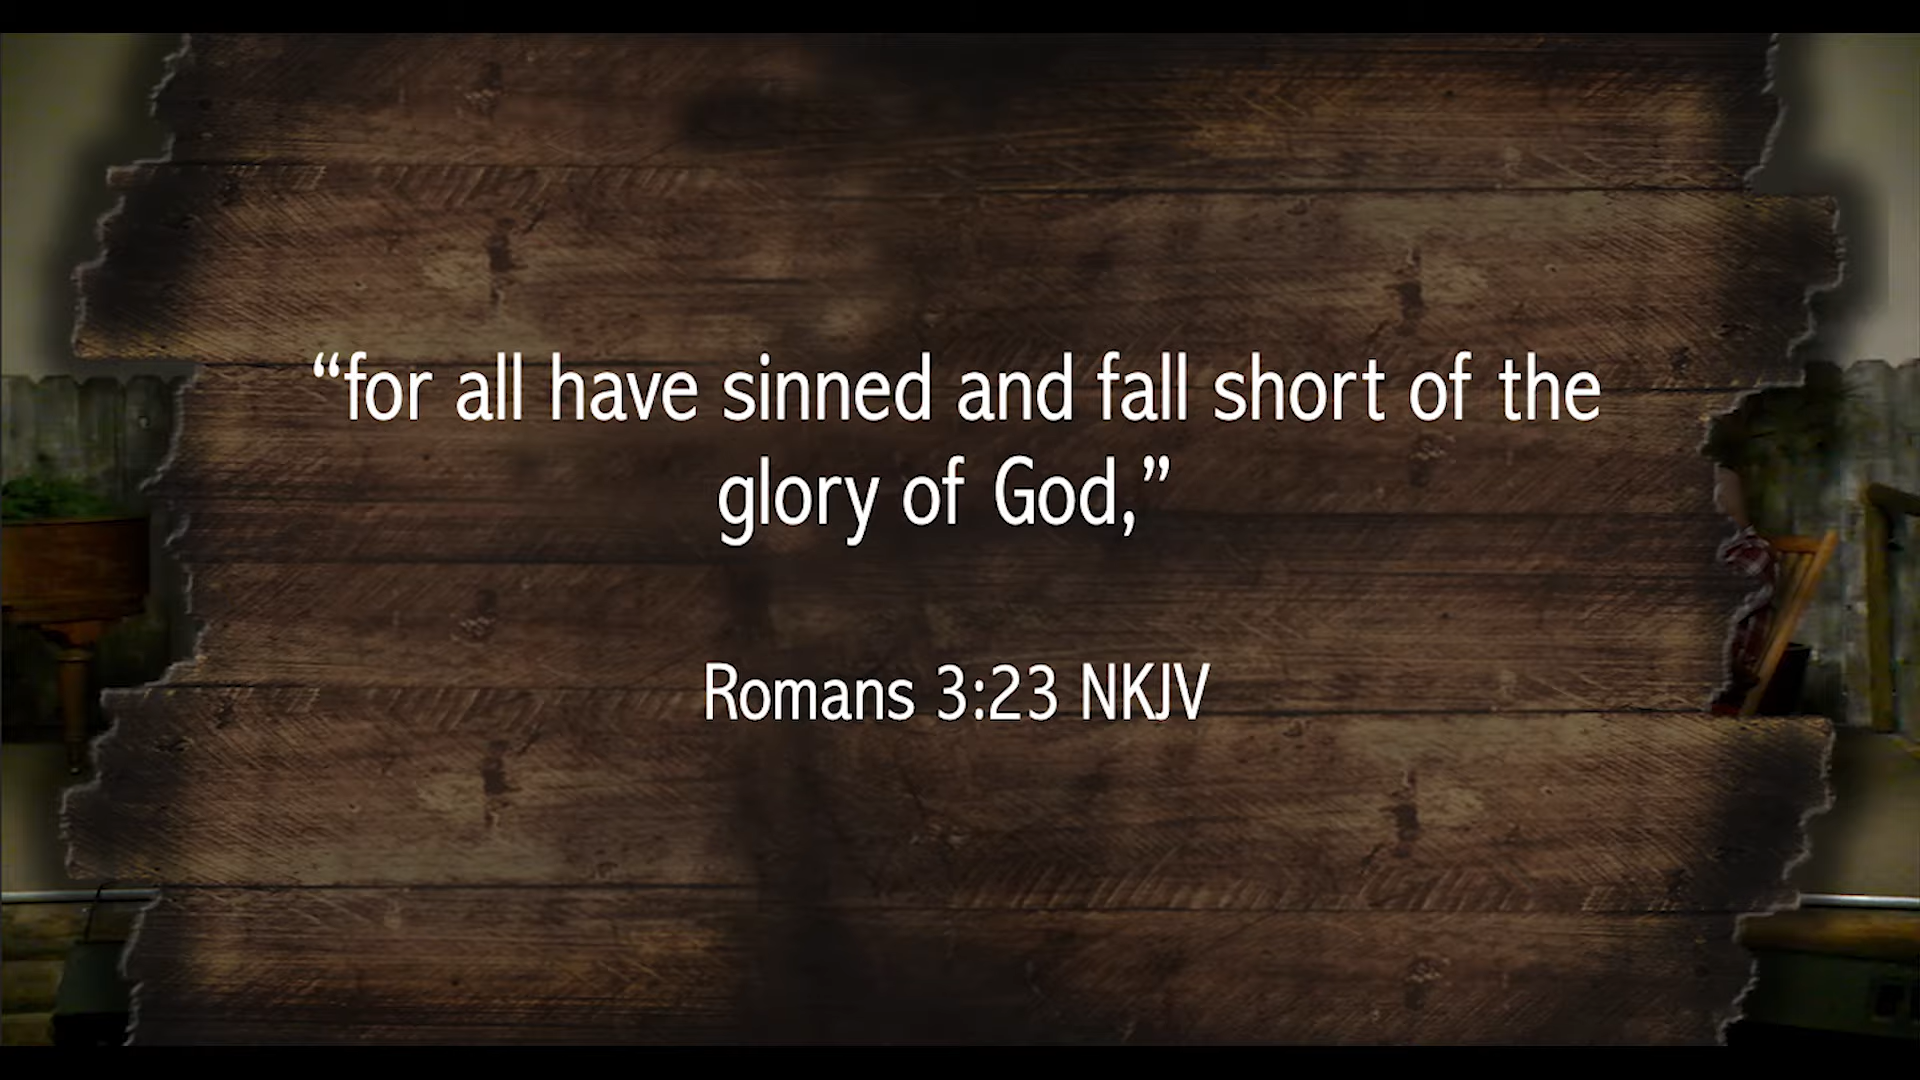 “for all have sinned and fall short of the
glory of God,”
Romans 3:23 NKJV